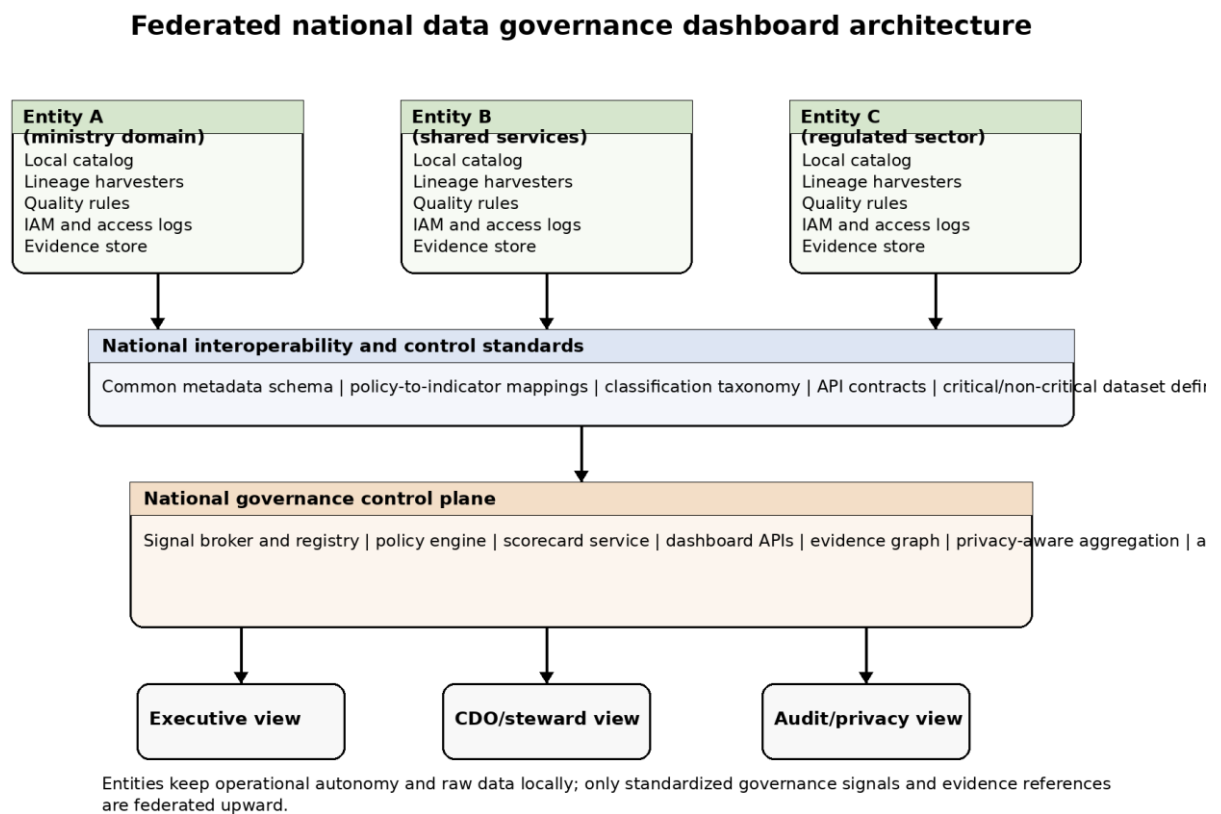 Federated national data governance dashboard architecture
Entity A
(ministry domain)
Local catalog
Lineage harvesters
Quality rules
IAM and access logs
Evidence store
Entity B
(shared services)
Local catalog
Lineage harvesters
Quality rules
IAM and access logs
Evidence store
Entity C
(regulated sector)
Local catalog
Lineage harvesters
Quality rules
IAM and access logs
Evidence store
National interoperability and control standards
Common metadata schema | policy-to-indicator mappings | classification taxonomy | API contracts | critical/non-critical dataset
National governance control plane
Signal broker and registry | policy engine | scorecard service | dashboard APIs | evidence graph | privacy-aware aggregation |
Executive view
CDO/steward view
Audit/privacy view
Entities keep operational autonomy and raw data locally; only standardized governance signals and evidence references
are federated upward.